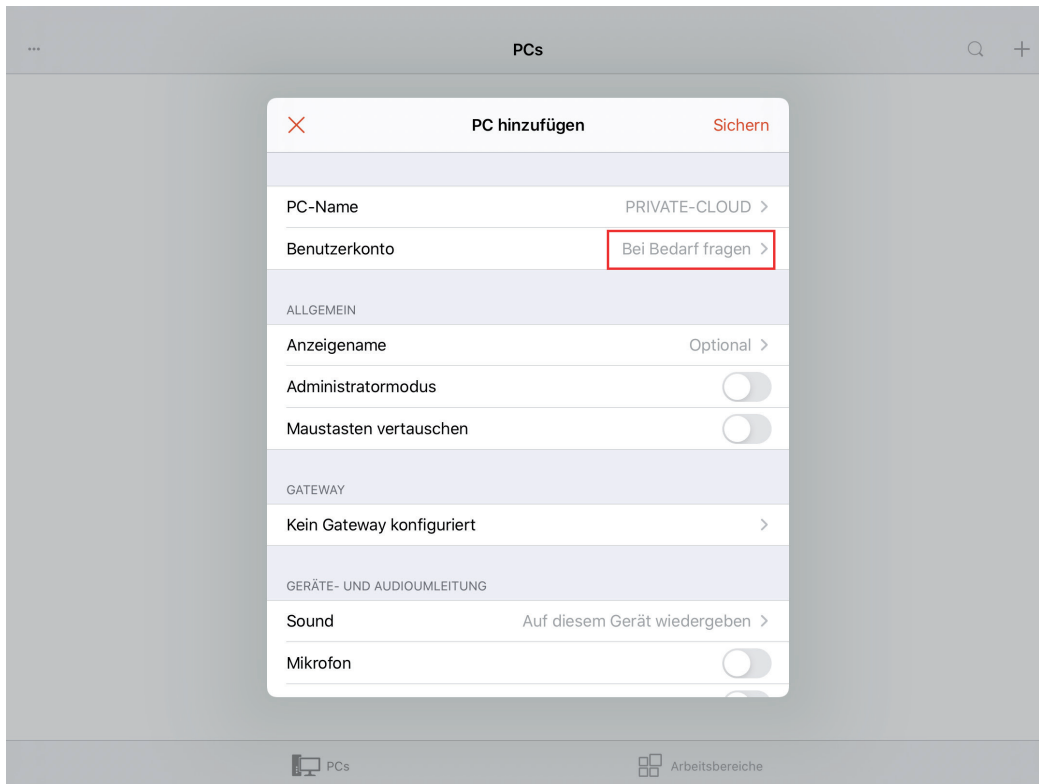 PCs
PC hinzufügen
Sichern
PC-Name
PRIVATE-CLOUD
Benutzerkonto
Bei Bedarf fragen
ALLGEMEIN
Anzeigename
Optional
Administratormodus
Maustasten vertauschen
GATEWAY
Kein Gateway konfiguriert
GERÄTE- UND AUDIOUMLEITUNG
Sound
Auf diesem Gerät wiedergeben
Mikrofon
PCs
Arbeitsbereiche